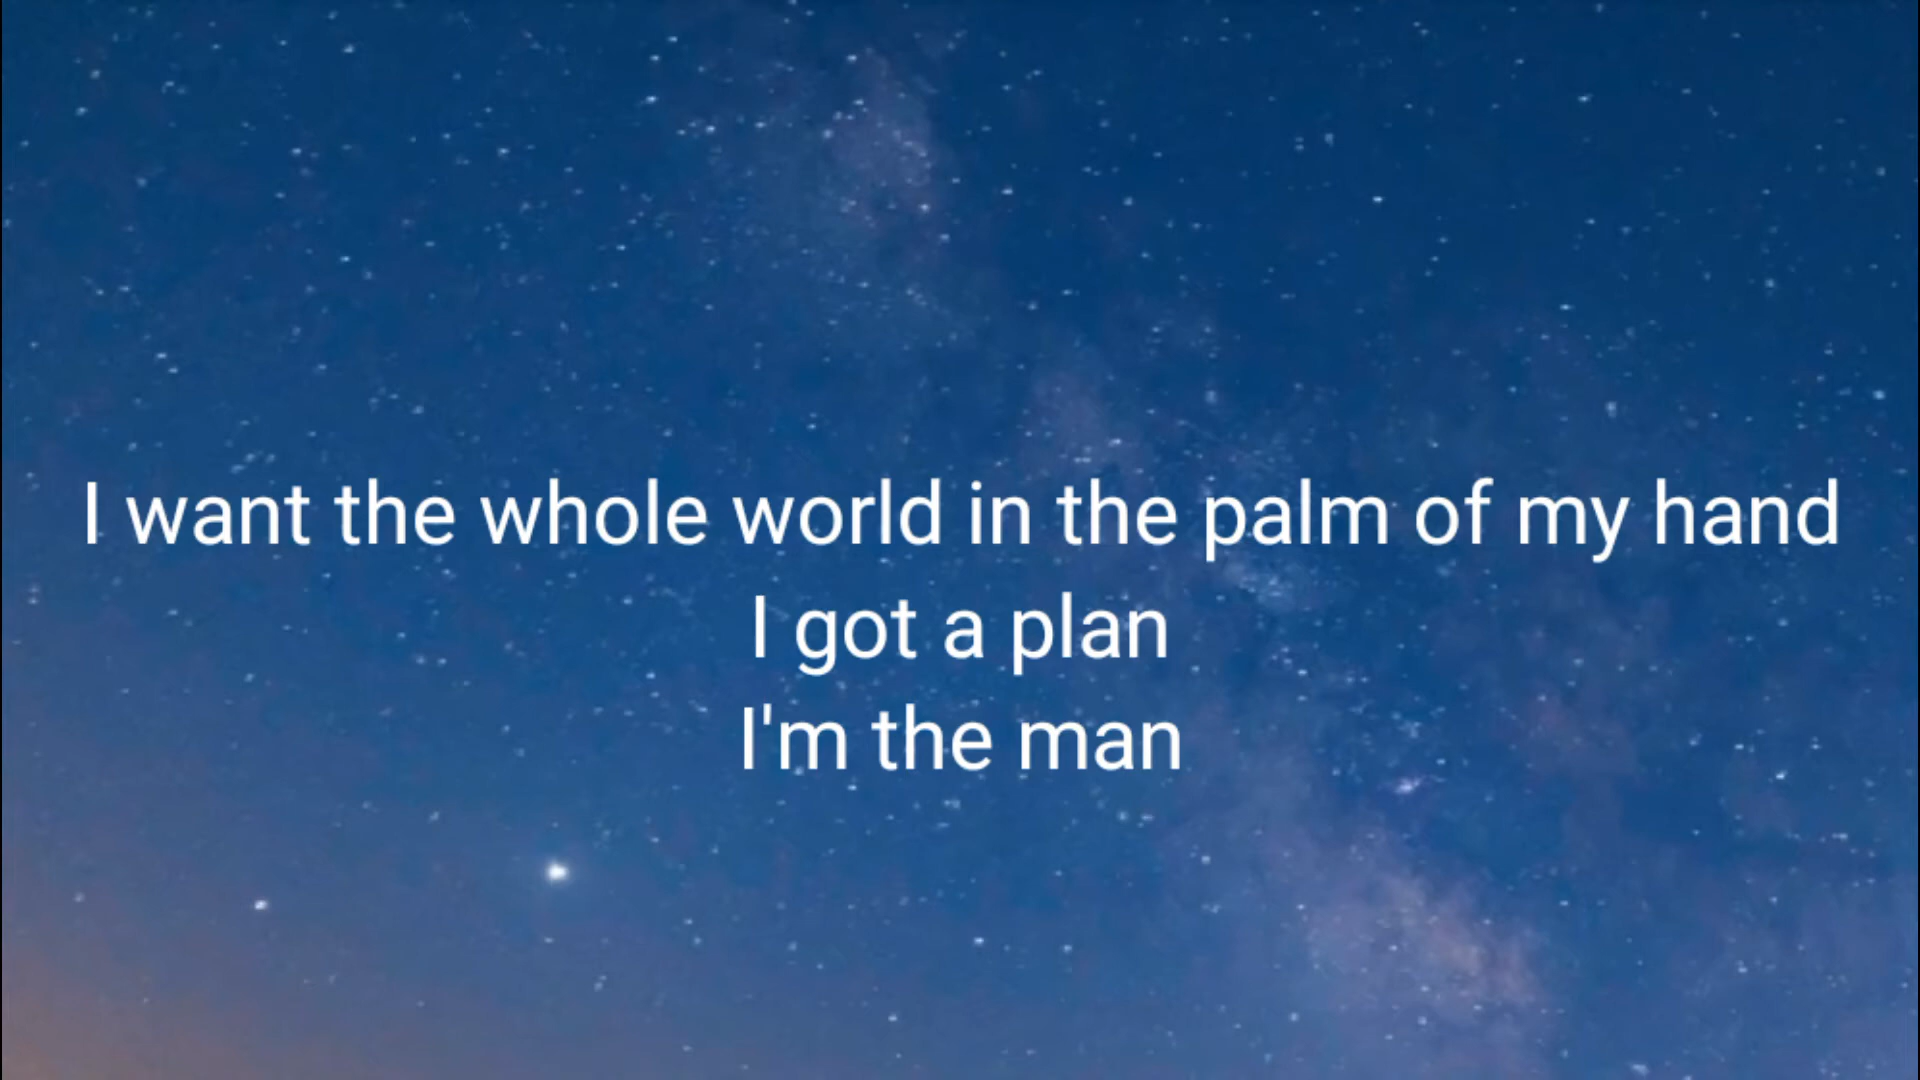 I want the whole world in the palm of my hand
I got a plan
I'm the man